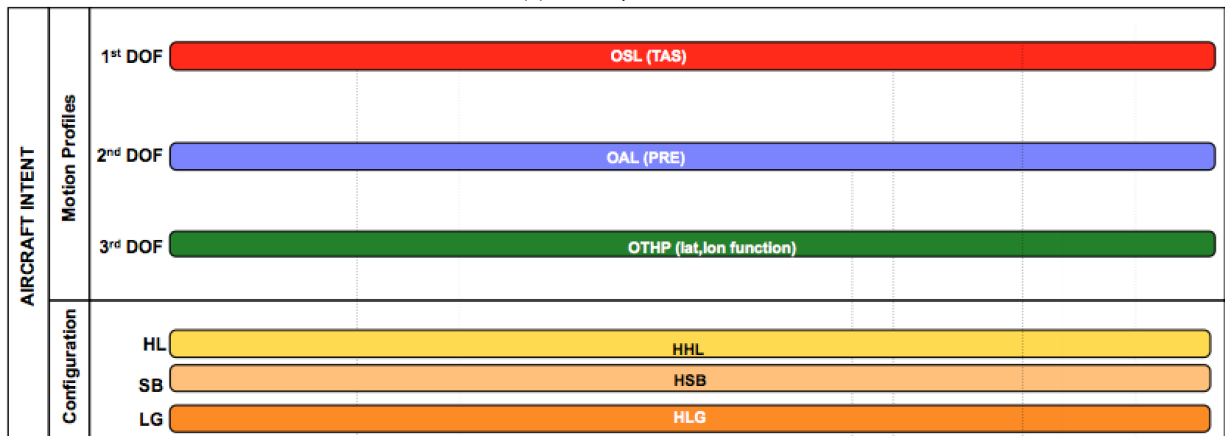 AIRCRAFT INTENT
Motion Profiles
1st DOF
OSL (TAS)
2nd DOF
OAL (PRE)
3rd DOF
OTHP (lat,lon function)
Configuration
HL
HHL
SB
HSB
LG
HLG